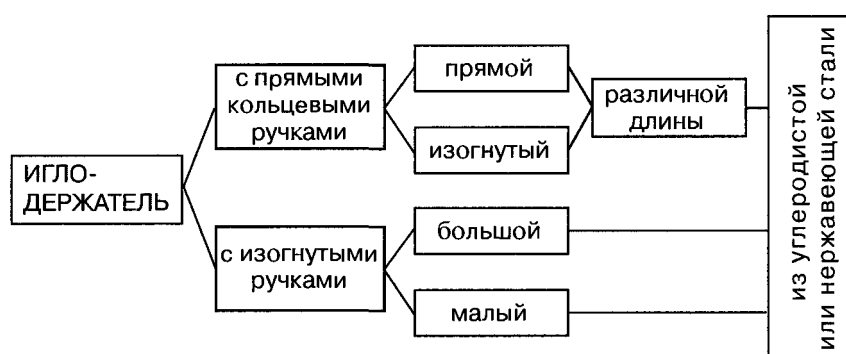 ИГЛО-
ДЕРЖАТЕЛЬ
с прямыми
кольцевыми
ручками
с изогнутыми
ручками
прямой
изогнутый
большой
малый
различной
длины
из углеродистой
или нержавеющей стали